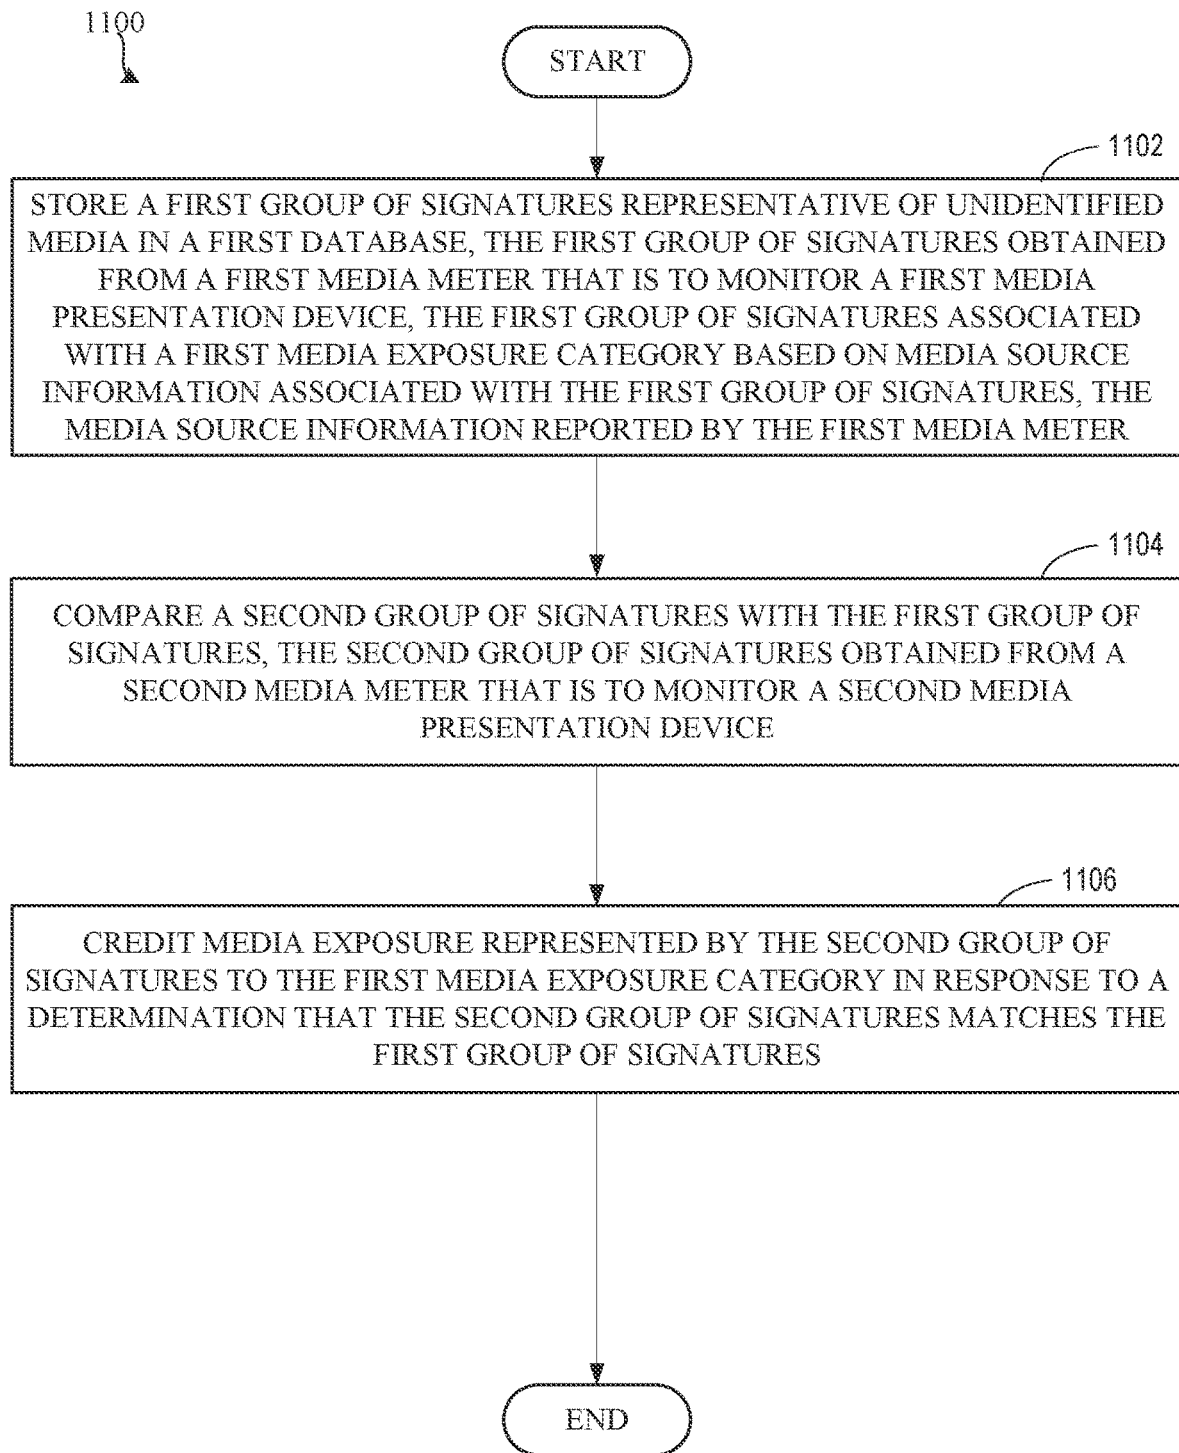 1100
START
1102
STORE A FIRST GROUP OF SIGNATURES REPRESENTATIVE OF UNIDENTIFIED
MEDIA IN A FIRST DATABASE, THE FIRST GROUP OF SIGNATURES OBTAINED
FROM A FIRST MEDIA METER THAT IS TO MONITOR A FIRST MEDIA
PRESENTATION DEVICE, THE FIRST GROUP OF SIGNATURES ASSOCIATED
WITH A FIRST MEDIA EXPOSURE CATEGORY BASED ON MEDIA SOURCE
INFORMATION ASSOCIATED WITH THE FIRST GROUP OF SIGNATURES, THE
MEDIA SOURCE INFORMATION REPORTED BY THE FIRST MEDIA METER
1104
COMPARE A SECOND GROUP OF SIGNATURES WITH THE FIRST GROUP OF
SIGNATURES, THE SECOND GROUP OF SIGNATURES OBTAINED FROM A
SECOND MEDIA METER THAT IS TO MONITOR A SECOND MEDIA
PRESENTATION DEVICE
1106
CREDIT MEDIA EXPOSURE REPRESENTED BY THE SECOND GROUP OF
SIGNATURES TO THE FIRST MEDIA EXPOSURE CATEGORY IN RESPONSE TO A
DETERMINATION THAT THE SECOND GROUP OF SIGNATURES MATCHES THE
FIRST GROUP OF SIGNATURES
END